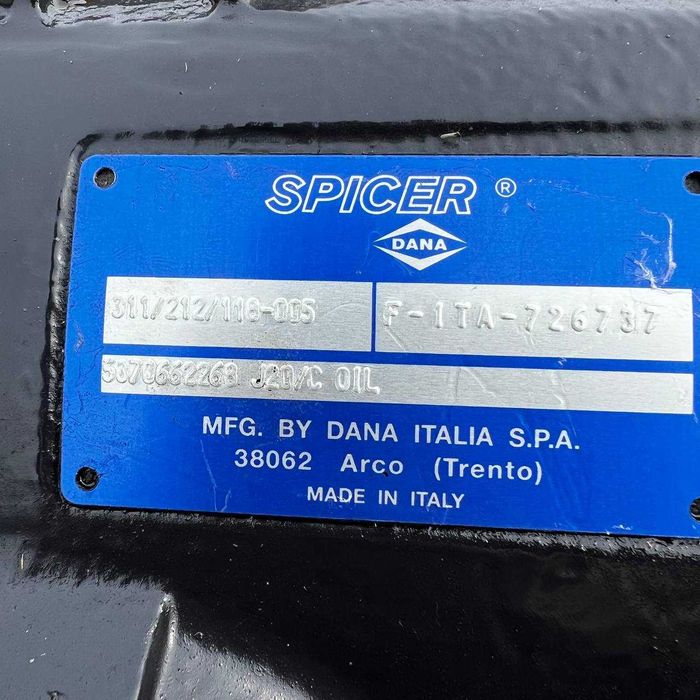 SPICER ®
DANA
311/212/118-005
F-ITA-726737
5070662268 J20/C OIL
MFG. BY DANA ITALIA S.P.A.
38062 Arco (Trento)
MADE IN ITALY